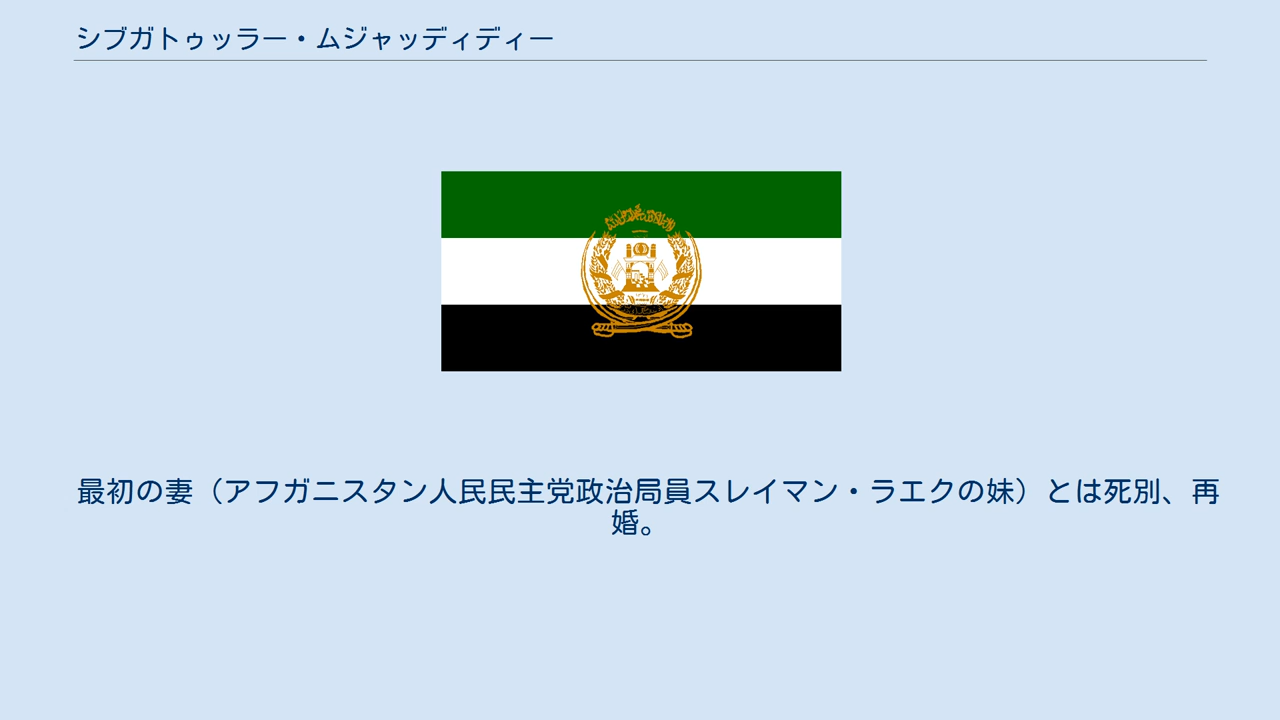 シブガトゥッラー・ムジャッディディー
最初の妻（アフガニスタン人民民主党政治局員スレイマン・ラエクの妹）とは死別、再
婚。